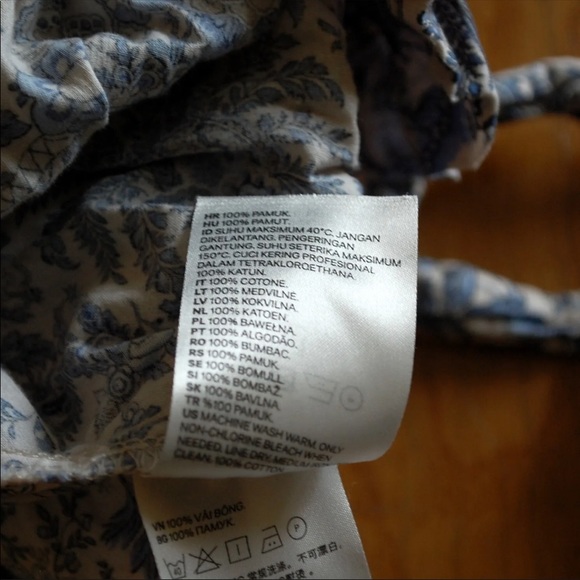 HR 100% PAMUK.
HU 100% PAMUT.
ID SUHU MAKSIMUM 40°C. JANGAN
DIKELANTANG. PENGERINGAN
GANTUNG. SUHU SETERIKA MAKSIMUM
150°C. CUCI KERING PROFESIONAL
DALAM TETRAKLOROETHANA.
100% KATUN.
IT 100% COTONE.
LT 100% MEDVILNE.
LV 100% KOKVILNA.
NL 100% KATOEN.
PL 100% BAWEŁNA.
PT 100% ALGODÃO.
RO 100% BUMBAC.
RS 100% PAMUK.
SE 100% BOMULL.
SI 100% BOMBAŽ.
SK 100% BAVLNA.
TR %100 PAMUK.
US MACHINE WASH WARM. ONLY
NON-CHLORINE BLEACH WHEN
NEEDED. LINE DRY. MEDIUM
CLEAN. 100% COTTON
VN 100% VẢI BÔNG.
BG 100% ПАМУК.
P
不可漂白.